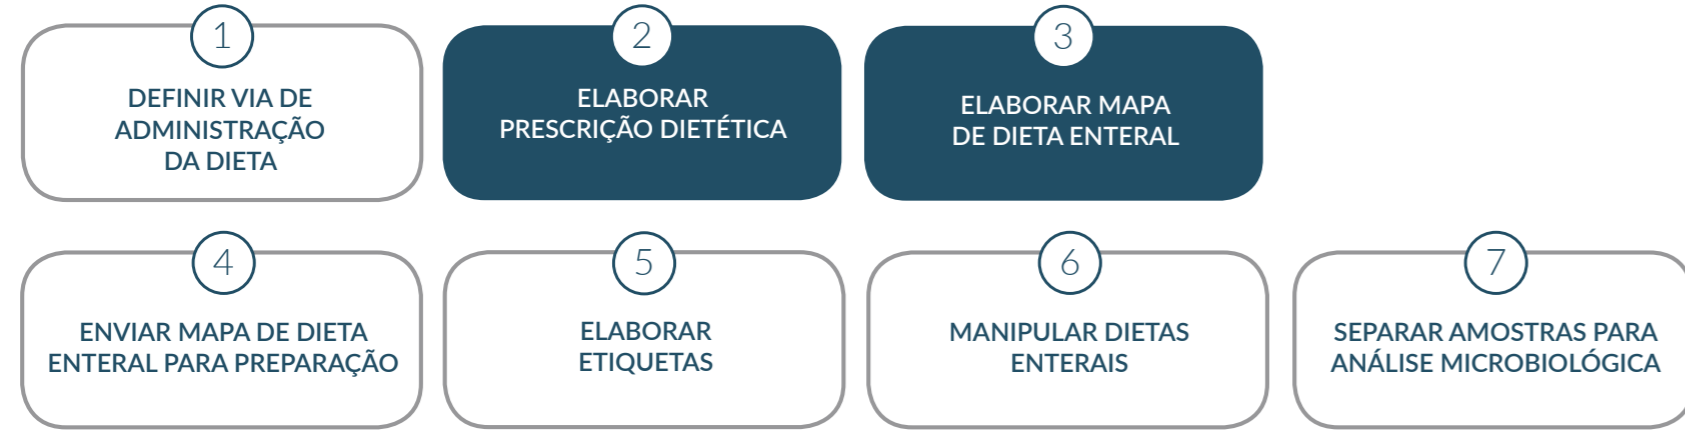 1
DEFINIR VIA DE
ADMINISTRAÇÃO
DA DIETA
2
ELABORAR
PRESCRIÇÃO DIETÉTICA
3
ELABORAR MAPA
DE DIETA ENTERAL
4
ENVIAR MAPA DE DIETA
ENTERAL PARA PREPARAÇÃO
5
ELABORAR
ETIQUETAS
6
MANIPULAR DIETAS
ENTERAIS
7
SEPARAR AMOSTRAS PARA
ANÁLISE MICROBIOLÓGICA